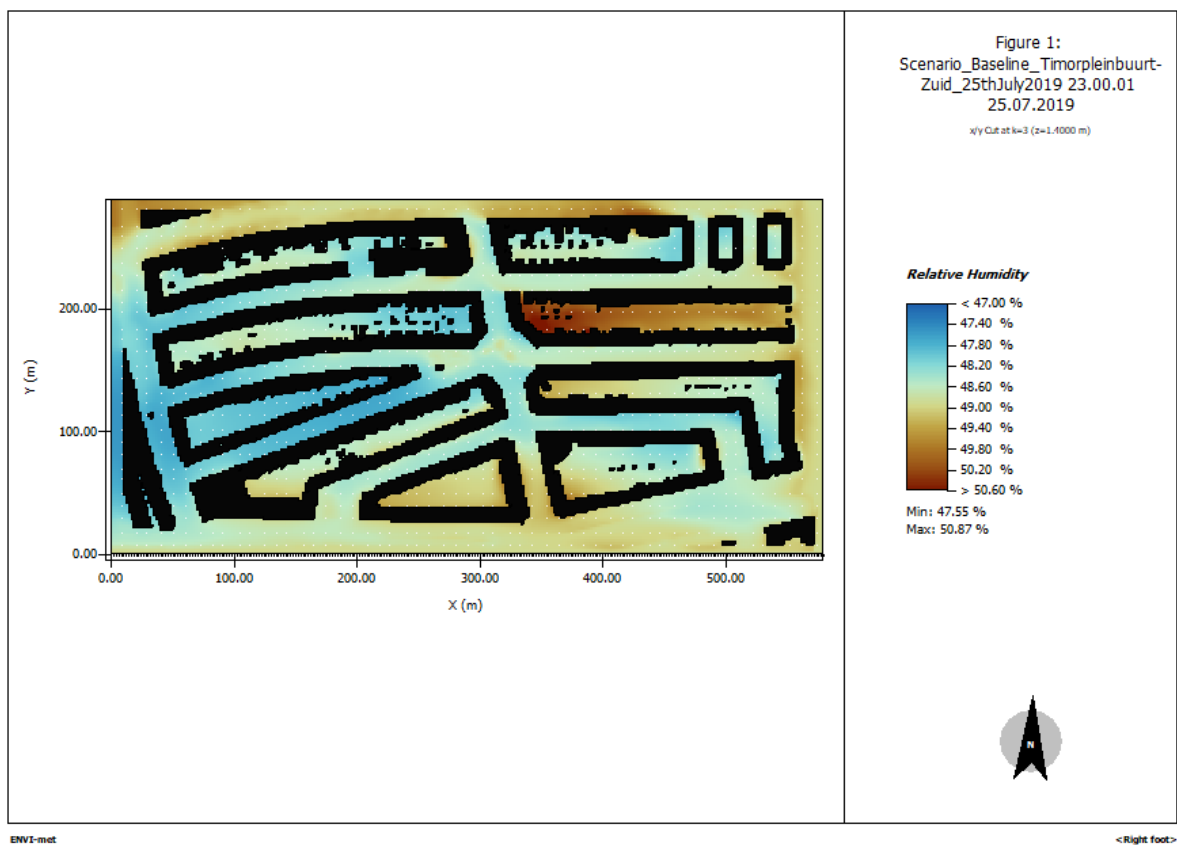 Figure 1:
Scenario_Baseline_Timorpleinbuurt-
Zuid_25thJuly2019 23.00.01
25.07.2019
x/y Cut at k=3 (z=1.4000 m)
200.00
100.00
0.00
Y (m)
0.00 100.00 200.00 300.00 400.00 500.00
X (m)
Relative Humidity
< 47.00 %
47.40 %
47.80 %
48.20 %
48.60 %
49.00 %
49.40 %
49.80 %
50.20 %
> 50.60 %
Min: 47.55 %
Max: 50.87 %
N
ENVI-met
<Right foot>